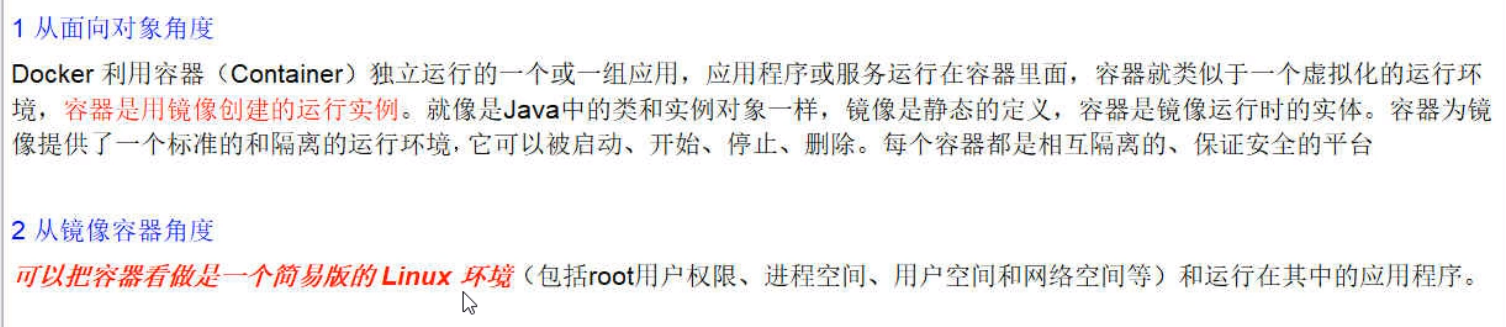 1 从面向对象角度
Docker 利用容器（Container）独立运行的一个或一组应用，应用程序或服务运行在容器里面，容器就类似于一个虚拟化的运行环
境，容器是用镜像创建的运行实例。就像是Java中的类和实例对象一样，镜像是静态的定义，容器是镜像运行时的实体。容器为镜
像提供了一个标准的和隔离的运行环境，它可以被启动、开始、停止、删除。每个容器都是相互隔离的、保证安全的平台
2 从镜像容器角度
可以把容器看做是一个简易版的 Linux 环境（包括root用户权限、进程空间、用户空间和网络空间等）和运行在其中的应用程序。